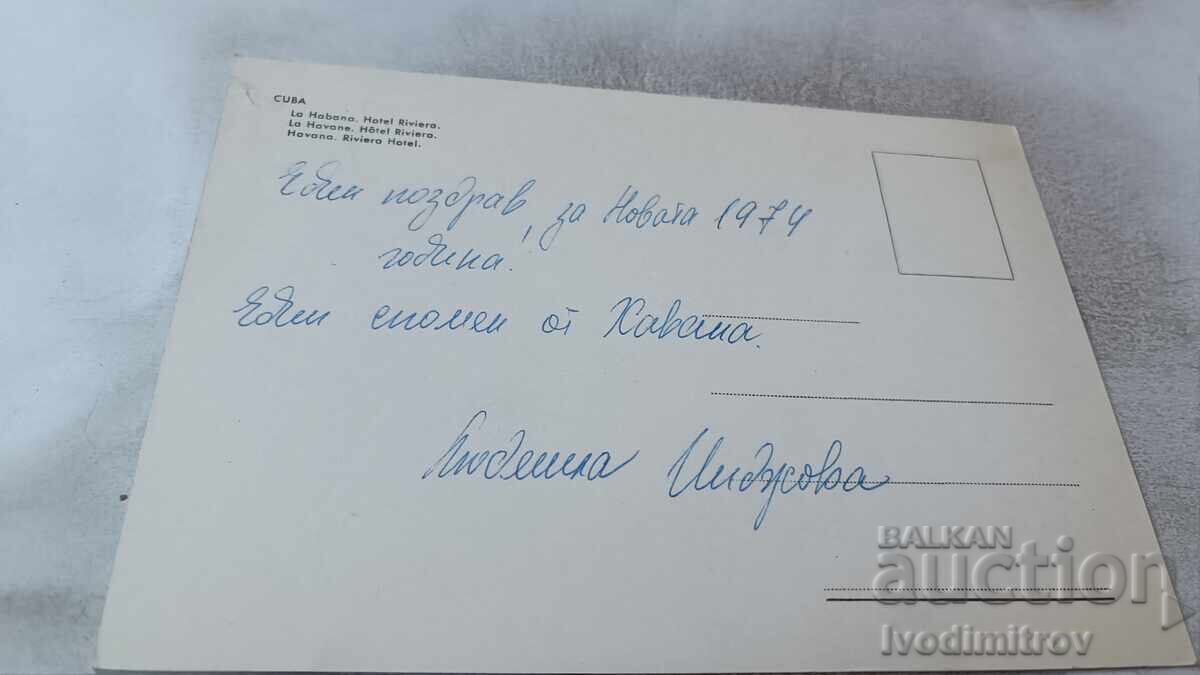 CUBA
La Habana. Hotel Riviera.
La Havane. Hôtel Riviera.
Havana. Riviera Hotel.
Един поздрав, за Новата 1974
година!
Един спомен от Хавана.
Людмила Инджова
BALKAN
auction
Ivodimitrov